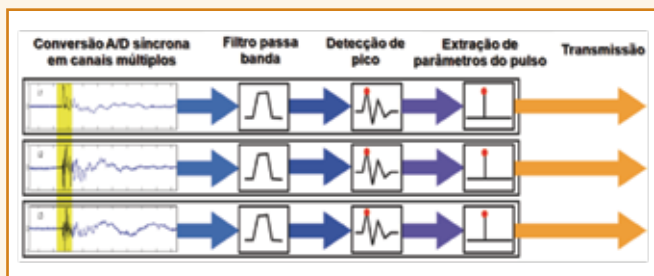 Conversão A/D síncrona
em canais múltiplos
Filtro passa
banda
Detecção de
pico
Extração de
parâmetros do pulso
Transmissão